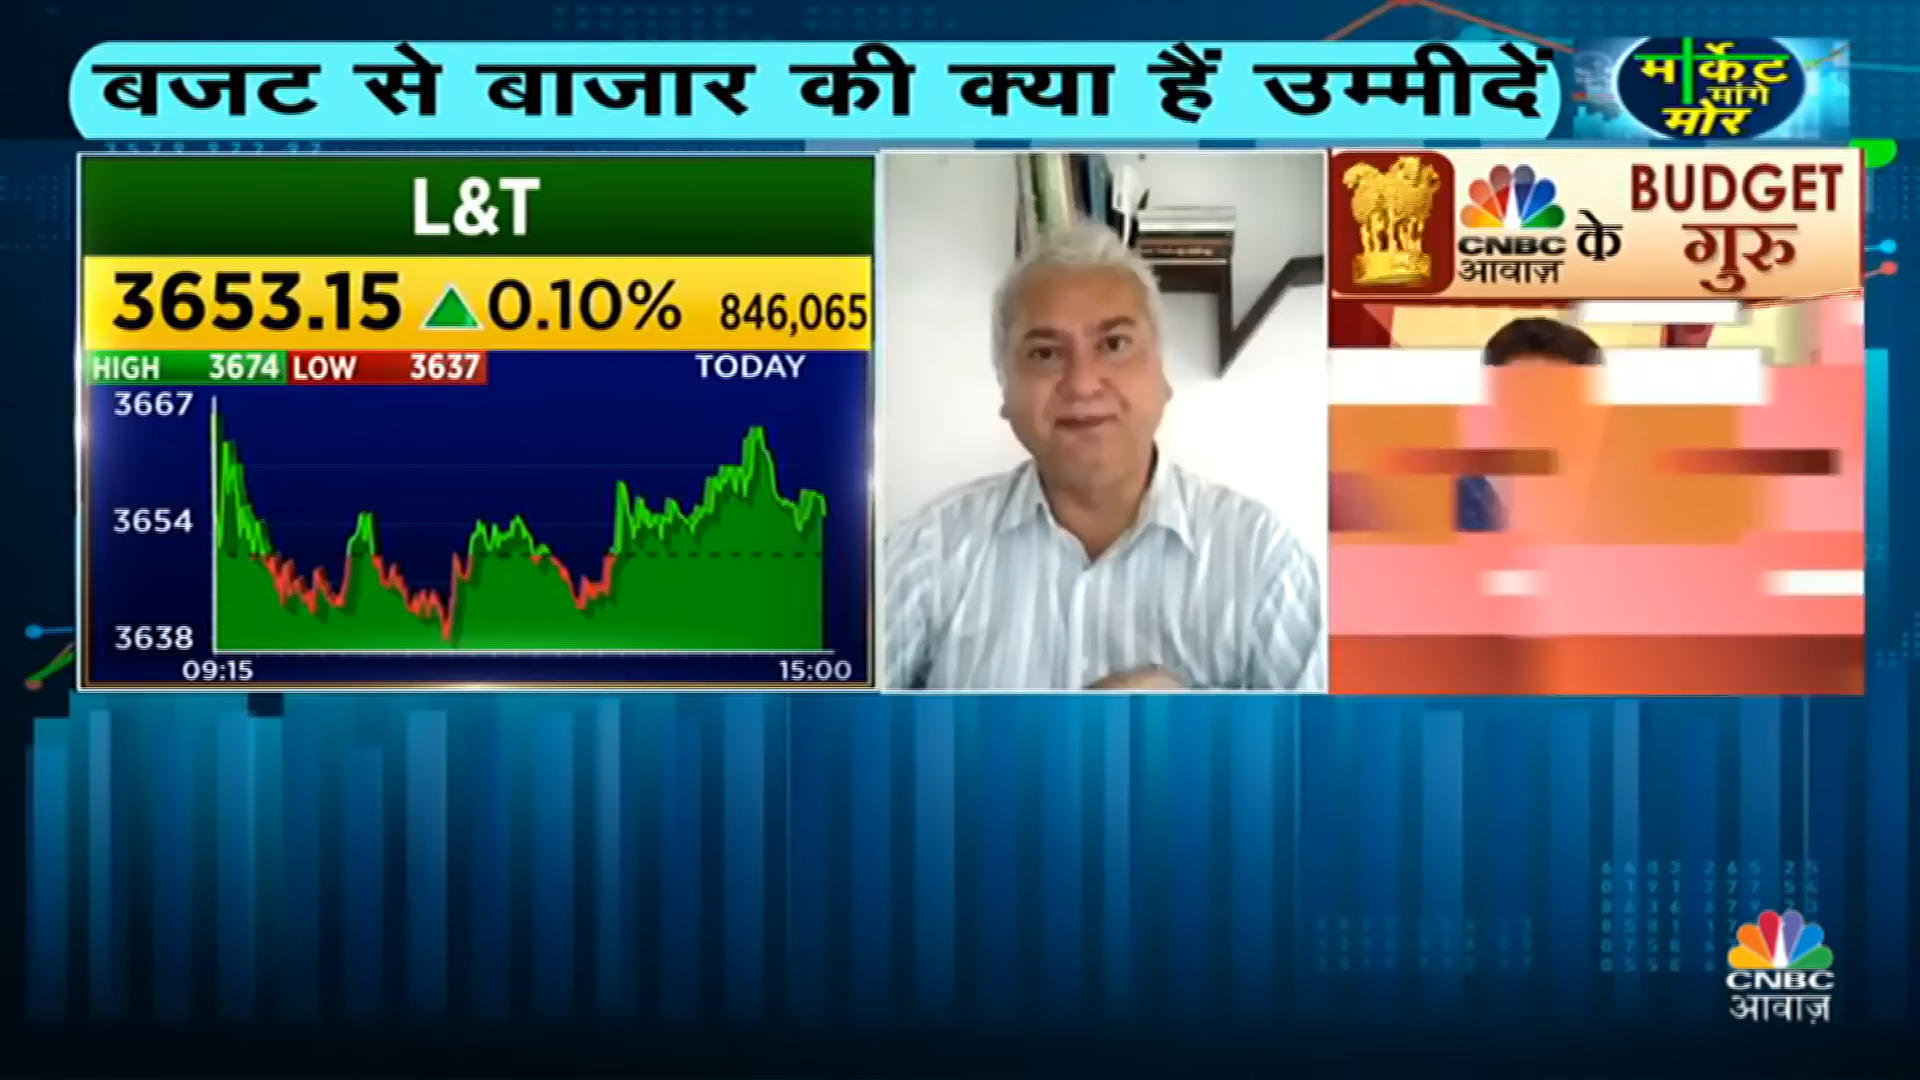 बजट से बाजार की क्या हैं उम्मीदें
मार्केट
मांगे
मोर
L&T
3653.15 0.10% 846,065
HIGH 3674 LOW 3637 TODAY
3667
3654
3638
09:15 15:00
CNBC
आवाज़
के
BUDGET
गुरु
CNBC
आवाज़